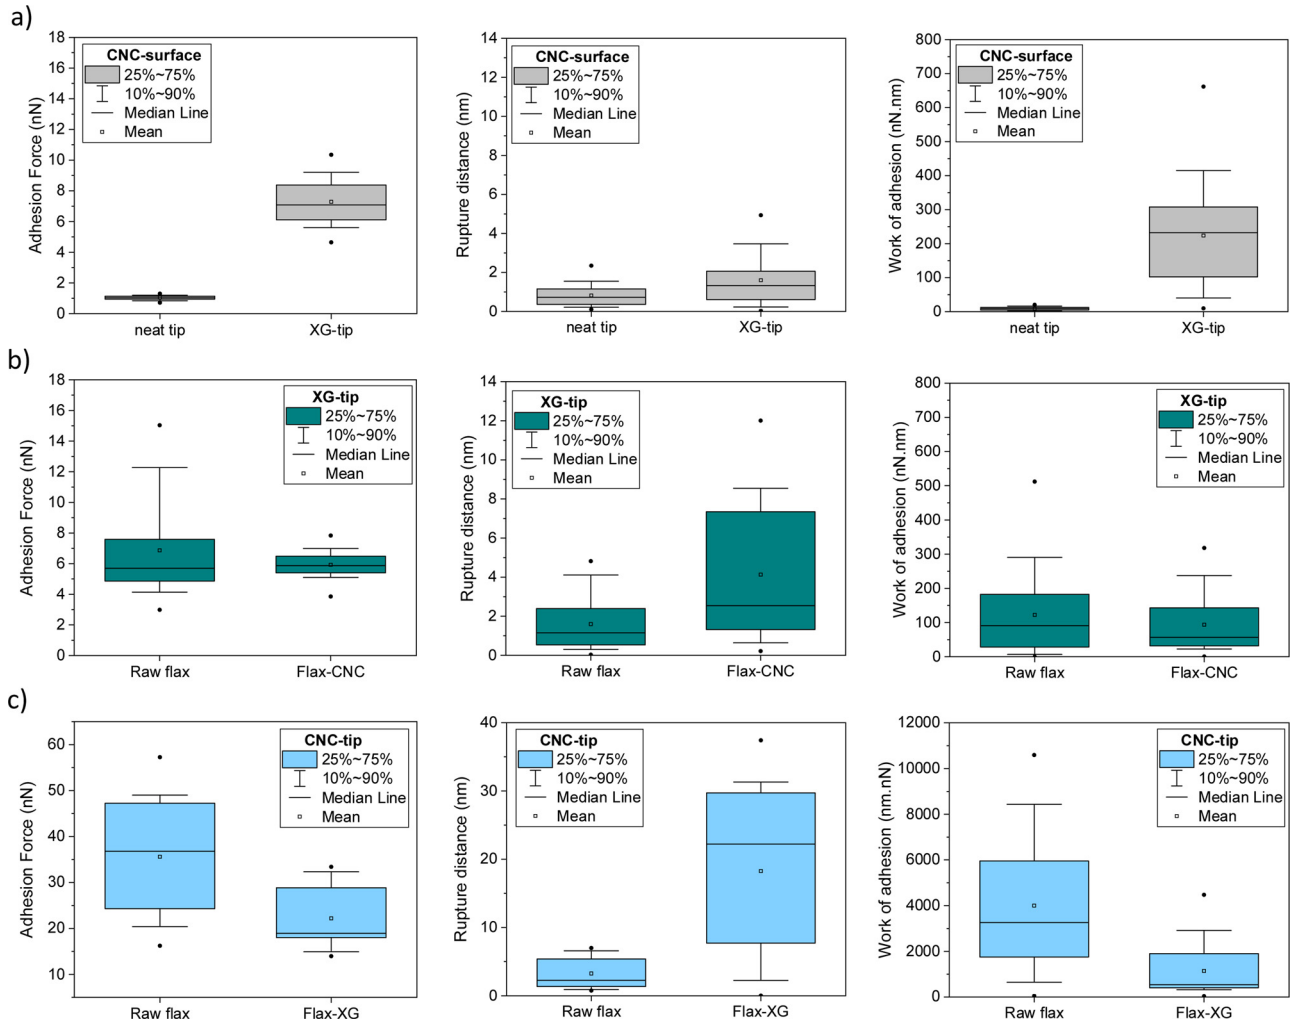 a)
Adhesion Force (nN)
18
16
14
12
10
8
6
4
2
0
CNC-surface
25%~75%
10%~90%
Median Line
Mean
neat tip
XG-tip
Rupture distance (nm)
14
12
10
8
6
4
2
0
CNC-surface
25%~75%
10%~90%
Median Line
Mean
neat tip
XG-tip
Work of adhesion (nN.nm)
800
700
600
500
400
300
200
100
0
CNC-surface
25%~75%
10%~90%
Median Line
Mean
neat tip
XG-tip
b)
Adhesion Force (nN)
18
16
14
12
10
8
6
4
2
0
XG-tip
25%~75%
10%~90%
Median Line
Mean
Raw flax
Flax-CNC
Rupture distance (nm)
14
12
10
8
6
4
2
0
XG-tip
25%~75%
10%~90%
Median Line
Mean
Raw flax
Flax-CNC
Work of adhesion (nN.nm)
800
700
600
500
400
300
200
100
0
XG-tip
25%~75%
10%~90%
Median Line
Mean
Raw flax
Flax-CNC
c)
Adhesion Force (nN)
60
50
40
30
20
10
CNC-tip
25%~75%
10%~90%
Median Line
Mean
Raw flax
Flax-XG
Rupture distance (nm)
40
30
20
10
0
CNC-tip
25%~75%
10%~90%
Median Line
Mean
Raw flax
Flax-XG
Work of adhesion (nm.nN)
12000
10000
8000
6000
4000
2000
0
CNC-tip
25%~75%
10%~90%
Median Line
Mean
Raw flax
Flax-XG